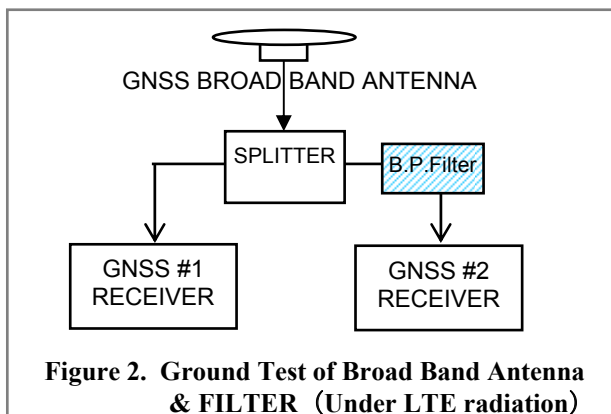 GNSS BROAD BAND ANTENNA
SPLITTER
B.P.Filter
GNSS #1
RECEIVER
GNSS #2
RECEIVER
Figure 2. Ground Test of Broad Band Antenna
& FILTER（Under LTE radiation）